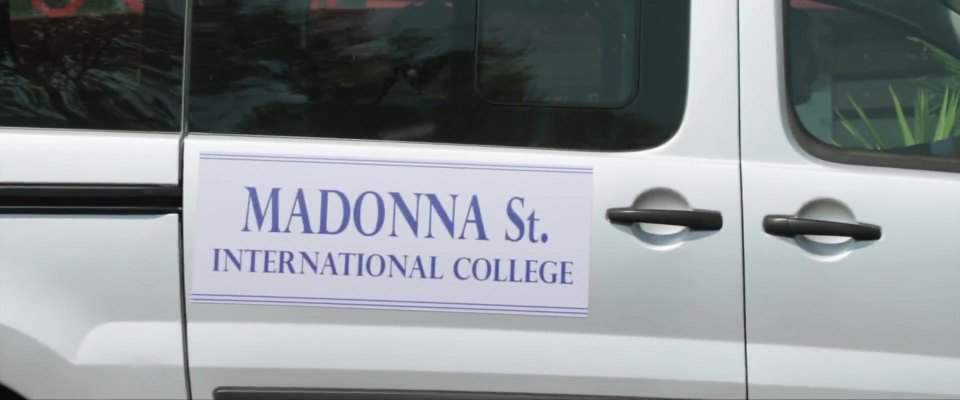 MADONNA St.
INTERNATIONAL COLLEGE